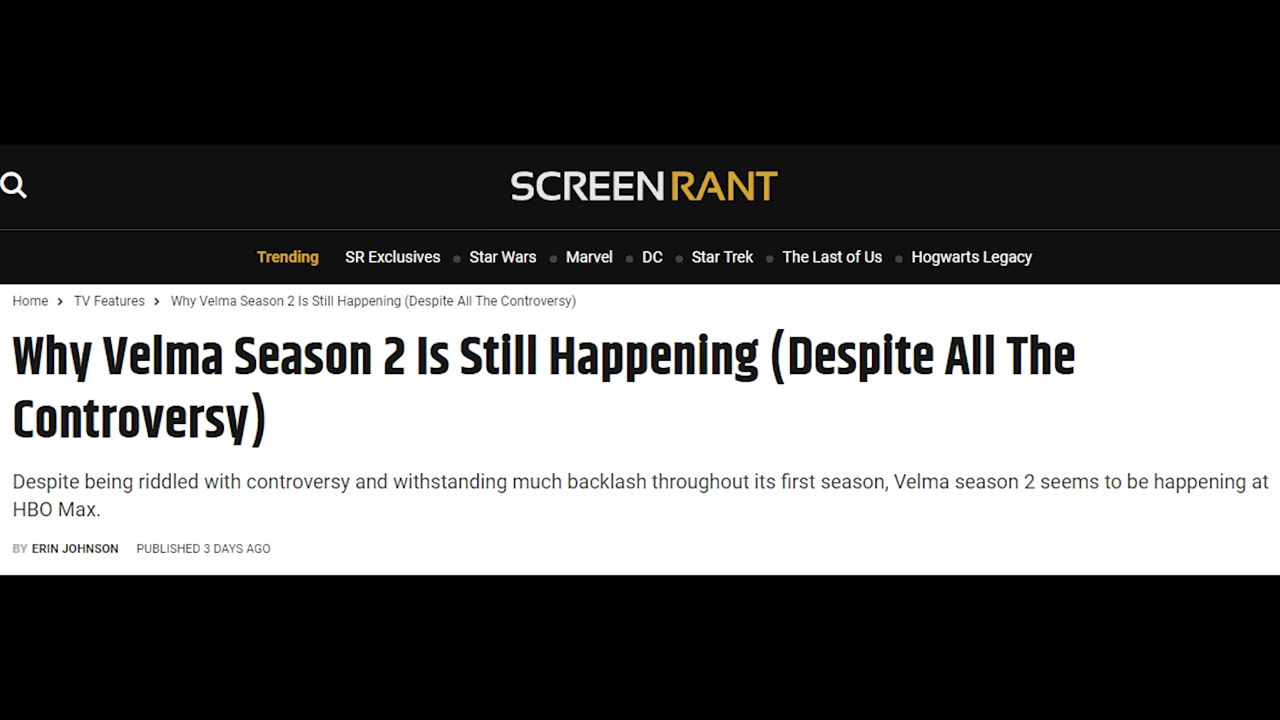 SCREENRANT
Trending SR Exclusives Star Wars Marvel DC Star Trek The Last of Us Hogwarts Legacy
Home > TV Features > Why Velma Season 2 Is Still Happening (Despite All The Controversy)
Why Velma Season 2 Is Still Happening (Despite All The
Controversy)
Despite being riddled with controversy and withstanding much backlash throughout its first season, Velma season 2 seems to be happening at
HBO Max.
BY ERIN JOHNSON PUBLISHED 3 DAYS AGO